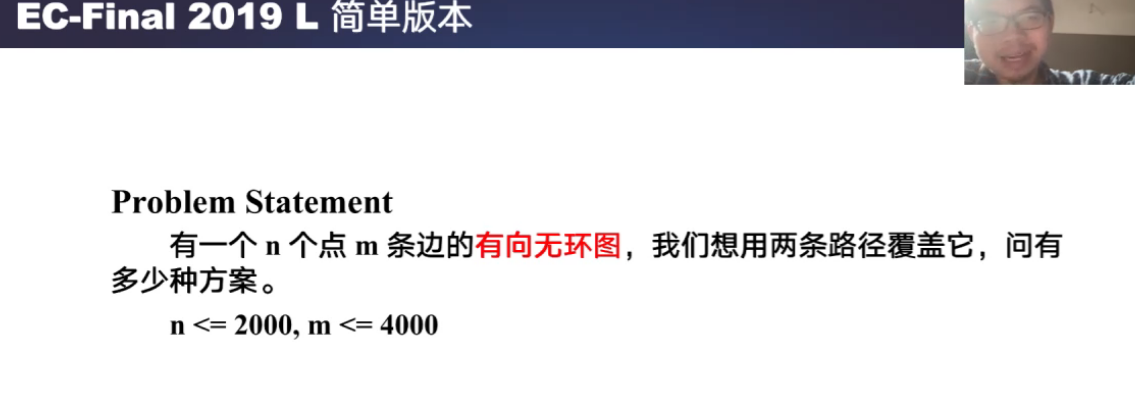 EC-Final 2019 L 简单版本
Problem Statement
有一个 n 个点 m 条边的有向无环图，我们想用两条路径覆盖它，问有
多少种方案。
n <= 2000, m <= 4000